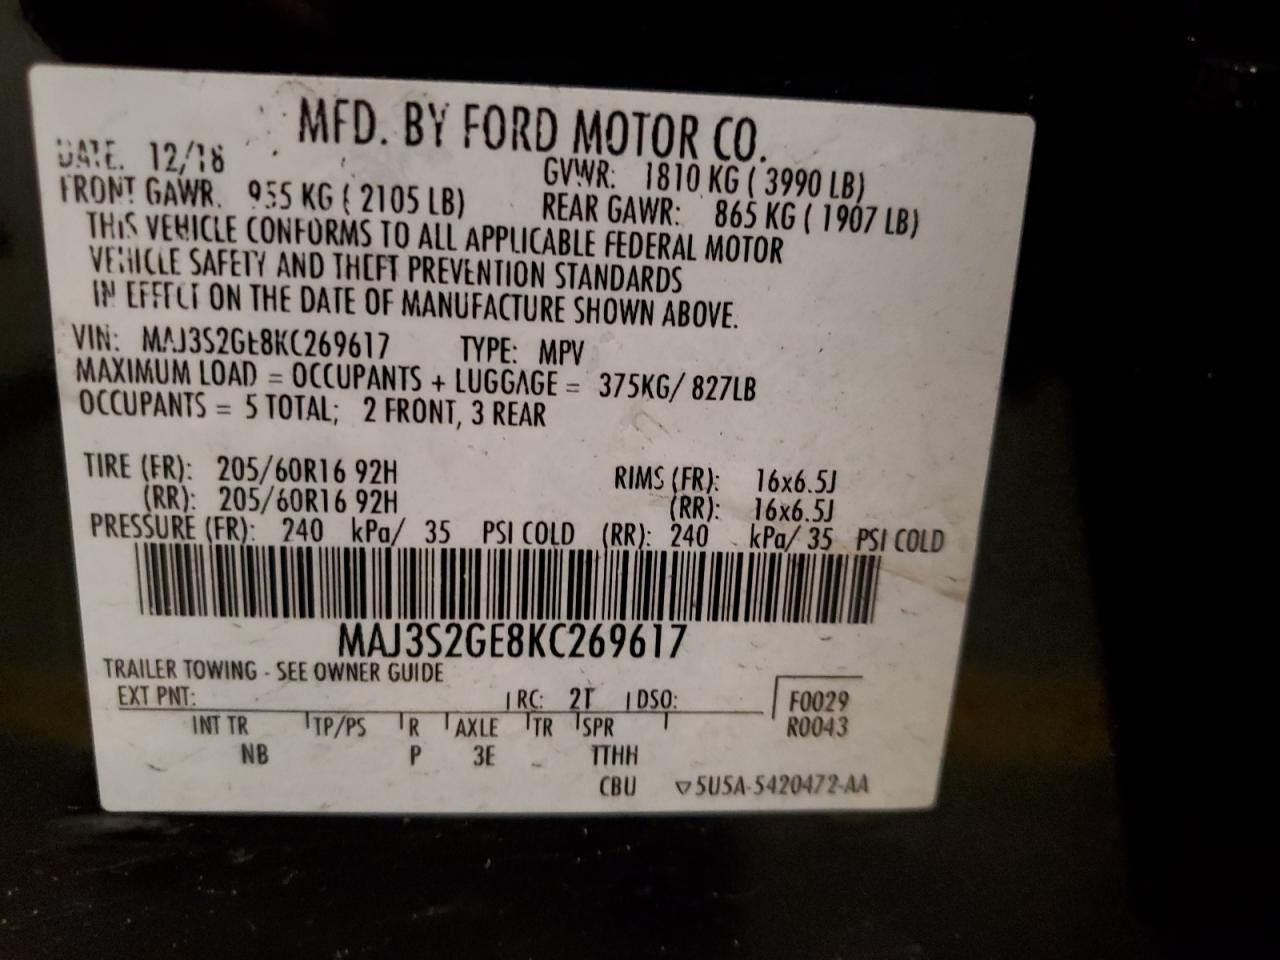 MFD. BY FORD MOTOR CO.
DATE. 12/18 GVWR: 1810 KG ( 3990 LB)
FRONT GAWR. 955 KG ( 2105 LB) REAR GAWR: 865 KG ( 1907 LB)
THIS VEHICLE CONFORMS TO ALL APPLICABLE FEDERAL MOTOR
VEHICLE SAFETY AND THEFT PREVENTION STANDARDS
IN EFFECT ON THE DATE OF MANUFACTURE SHOWN ABOVE.
VIN: MAJ3S2GE8KC269617 TYPE: MPV
MAXIMUM LOAD = OCCUPANTS + LUGGAGE = 375KG/ 827LB
OCCUPANTS = 5 TOTAL; 2 FRONT, 3 REAR
TIRE (FR): 205/60R16 92H RIMS (FR): 16x6.5J
(RR): 205/60R16 92H (RR): 16x6.5J
PRESSURE (FR): 240 kPa/ 35 PSI COLD (RR): 240 kPa/ 35 PSI COLD
MAJ3S2GE8KC269617
TRAILER TOWING - SEE OWNER GUIDE
EXT PNT: RC: 21 DSO: F0029
INT TR TP/PS R AXLE TR SPR R0043
NB P 3E TTHH
CBU ▽5U5A-5420472-AA